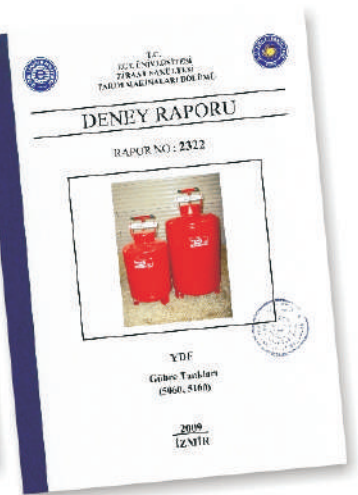 T.C.
EGE ÜNİVERSİTESİ
ZİRAAT FAKÜLTESİ
TARIM MAKİNALARI BÖLÜMÜ
DENEY RAPORU
RAPOR NO : 2322
YDF
Gübre Tankları
(5060, 5100)
2009
İZMİR